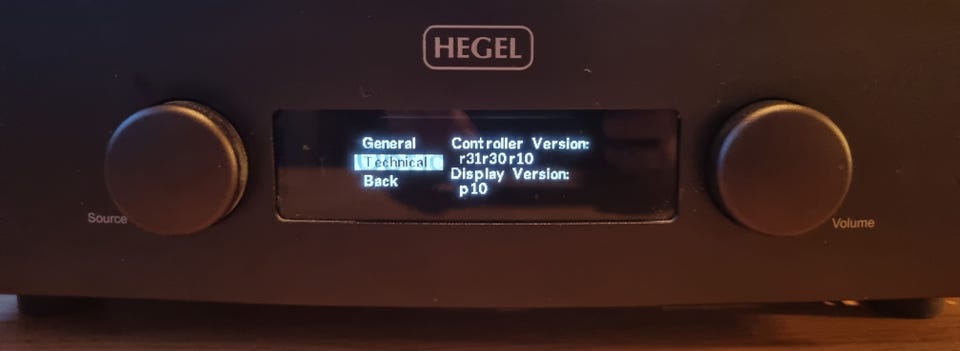 HEGEL
General
Technical
Back
Controller Version:
r31r30r10
Display Version:
p10
Source
Volume